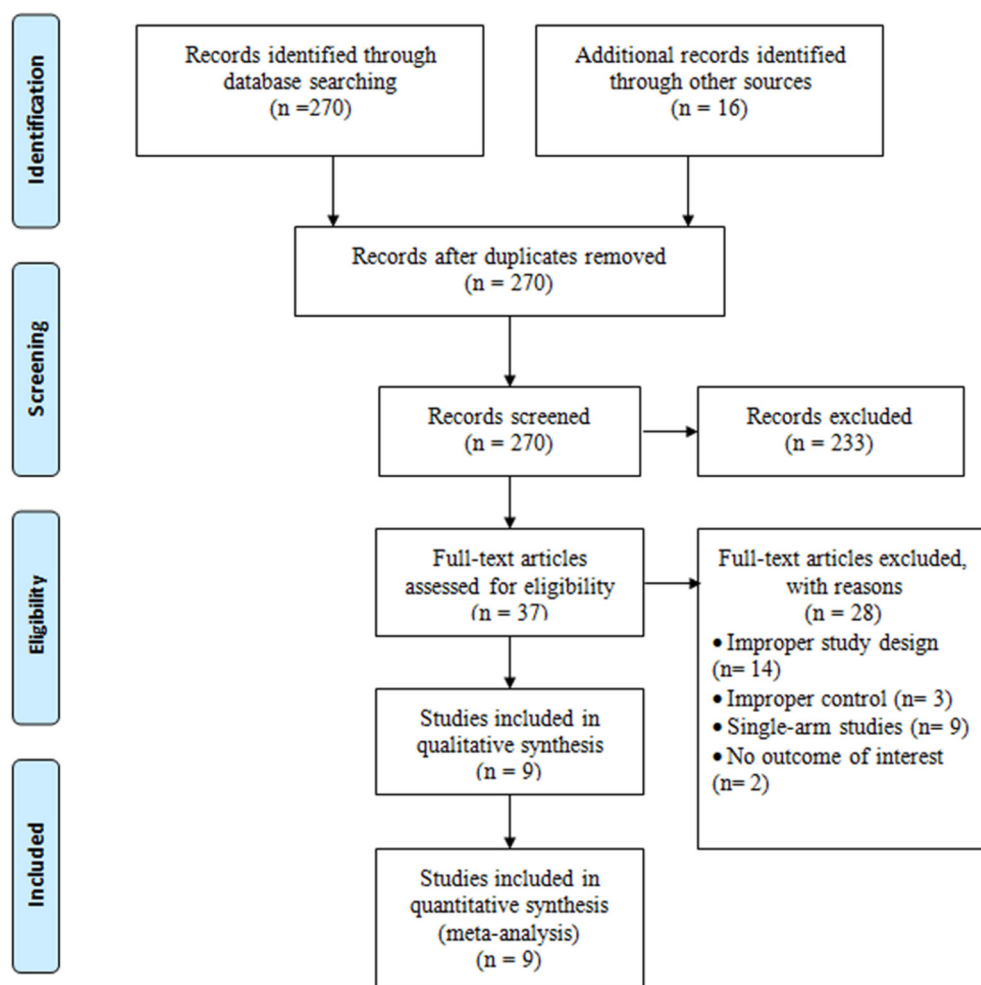 Identification
Records identified through
database searching
(n =270)
Additional records identified
through other sources
(n = 16)
Records after duplicates removed
(n = 270)
Screening
Records screened
(n = 270)
Records excluded
(n = 233)
Eligibility
Full-text articles
assessed for eligibility
(n = 37)
Full-text articles excluded,
with reasons
(n = 28)
• Improper study design
(n= 14)
• Improper control (n= 3)
• Single-arm studies (n= 9)
• No outcome of interest
(n= 2)
Studies included in
qualitative synthesis
(n = 9)
Included
Studies included in
quantitative synthesis
(meta-analysis)
(n = 9)